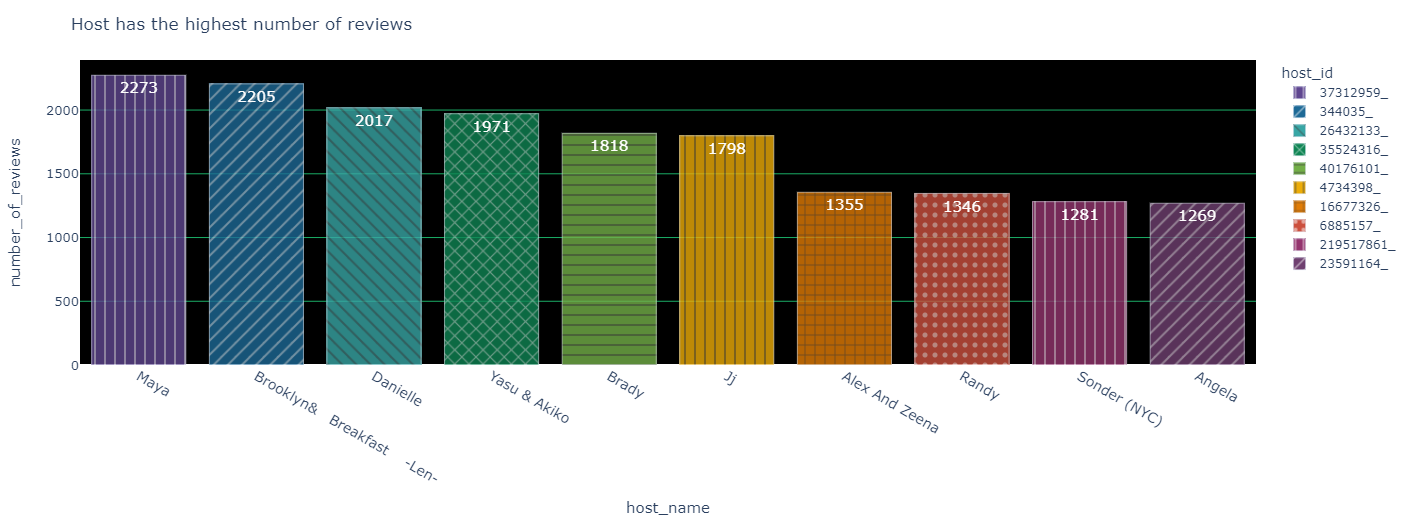 Host has the highest number of reviews
number_of_reviews
2000
1500
1000
500
0
2273
2205
2017
1971
1818
1798
1355
1346
1281
1269
Maya
Brooklyn&   Breakfast    -Len-
Danielle
Yasu & Akiko
Brady
Jj
Alex And Zeena
Randy
Sonder (NYC)
Angela
host_name
host_id
37312959_
344035_
26432133_
35524316_
40176101_
4734398_
16677326_
6885157_
219517861_
23591164_